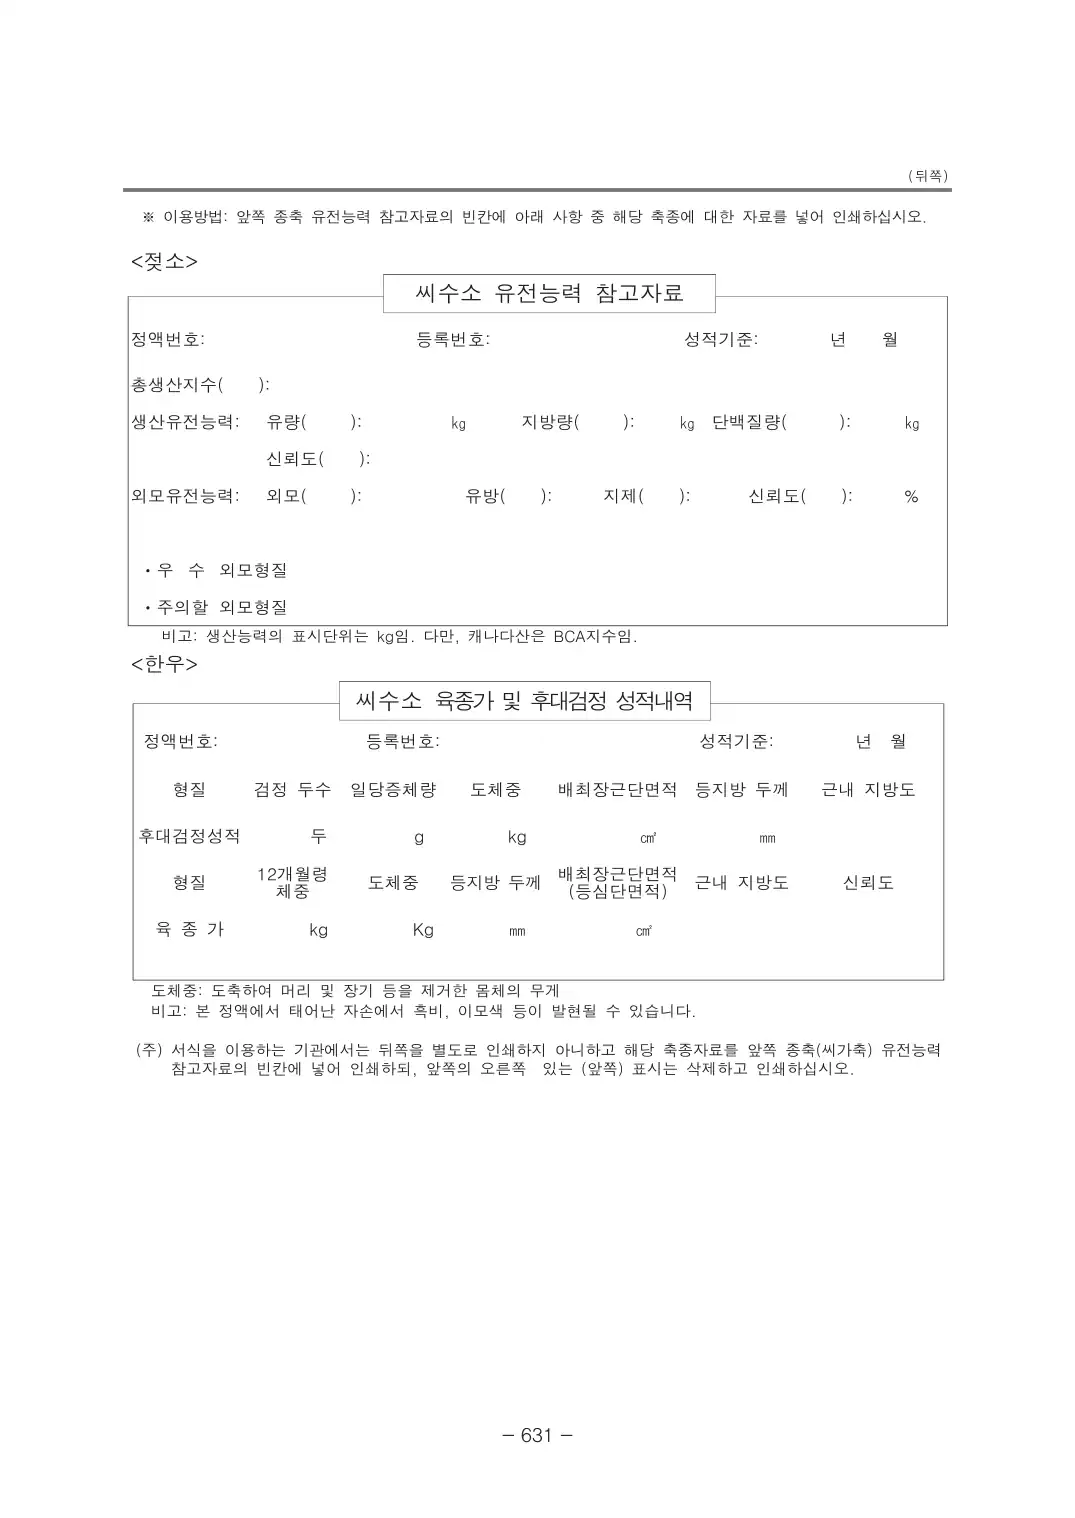 (뒤쪽)
※ 이용방법: 앞쪽 종축 유전능력 참고자료의 빈칸에 아래 사항 중 해당 축종에 대한 자료를 넣어 인쇄하십시오.
<젖소>
씨수소 유전능력 참고자료
정액번호: 등록번호: 성적기준: 년 월
총생산지수( ):
생산유전능력: 유량( ): ㎏ 지방량( ): ㎏ 단백질량( ): ㎏
신뢰도( ):
외모유전능력: 외모( ): 유방( ): 지제( ): 신뢰도( ): %
・우 수 외모형질
・주의할 외모형질
비고: 생산능력의 표시단위는 kg임. 다만, 캐나다산은 BCA지수임.
<한우>
씨수소 육종가 및 후대검정 성적내역
정액번호: 등록번호: 성적기준: 년 월
형질 검정 두수 일당증체량 도체중 배최장근단면적 등지방 두께 근내 지방도
후대검정성적 두 g kg ㎠ ㎜
형질 12개월령 체중 도체중 등지방 두께 배최장근단면적 (등심단면적) 근내 지방도 신뢰도
육 종 가 kg Kg ㎜ ㎠
도체중: 도축하여 머리 및 장기 등을 제거한 몸체의 무게
비고: 본 정액에서 태어난 자손에서 흑비, 이모색 등이 발현될 수 있습니다.
(주) 서식을 이용하는 기관에서는 뒤쪽을 별도로 인쇄하지 아니하고 해당 축종자료를 앞쪽 종축(씨가축) 유전능력
참고자료의 빈칸에 넣어 인쇄하되, 앞쪽의 오른쪽 있는 (앞쪽) 표시는 삭제하고 인쇄하십시오.
- 631 -